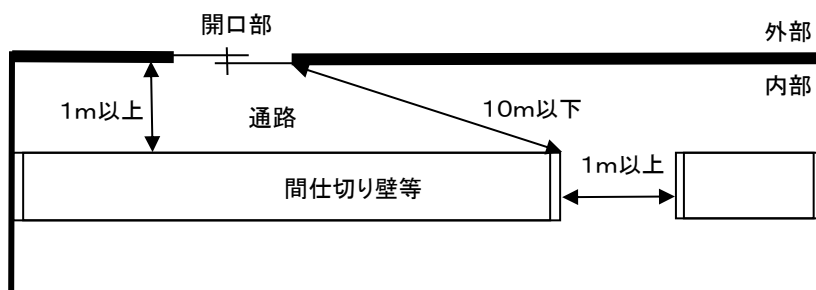 開口部
外部
内部
1m以上
通路
10m以下
1m以上
間仕切り壁等